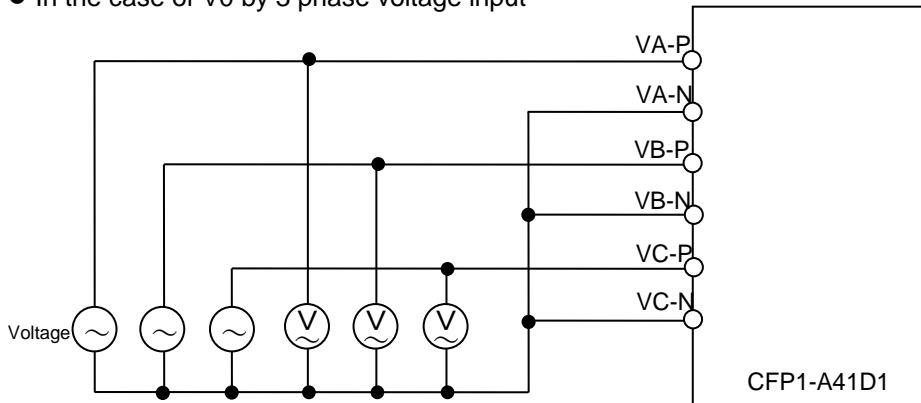 ● In the case of V0 by 3 phase voltage input
VA-P
VA-N
VB-P
VB-N
VC-P
VC-N
Voltage
V
V
V
CFP1-A41D1